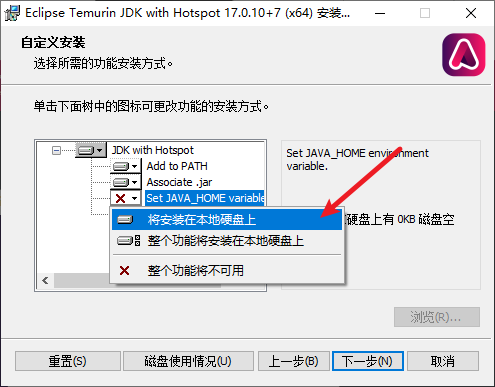 Eclipse Temurin JDK with Hotspot 17.0.10+7 (x64) 安装...
自定义安装
选择所需的功能安装方式。
单击下面树中的图标可更改功能的安装方式。
JDK with Hotspot
Add to PATH
Associate .jar
Set JAVA_HOME variable
将安装在本地硬盘上
整个功能将安装在本地硬盘上
整个功能将不可用
Set JAVA_HOME environment
variable.
硬盘上有 0KB 磁盘空
浏览(R)...
重置(S)
磁盘使用情况(U)
上一步(B)
下一步(N)
取消